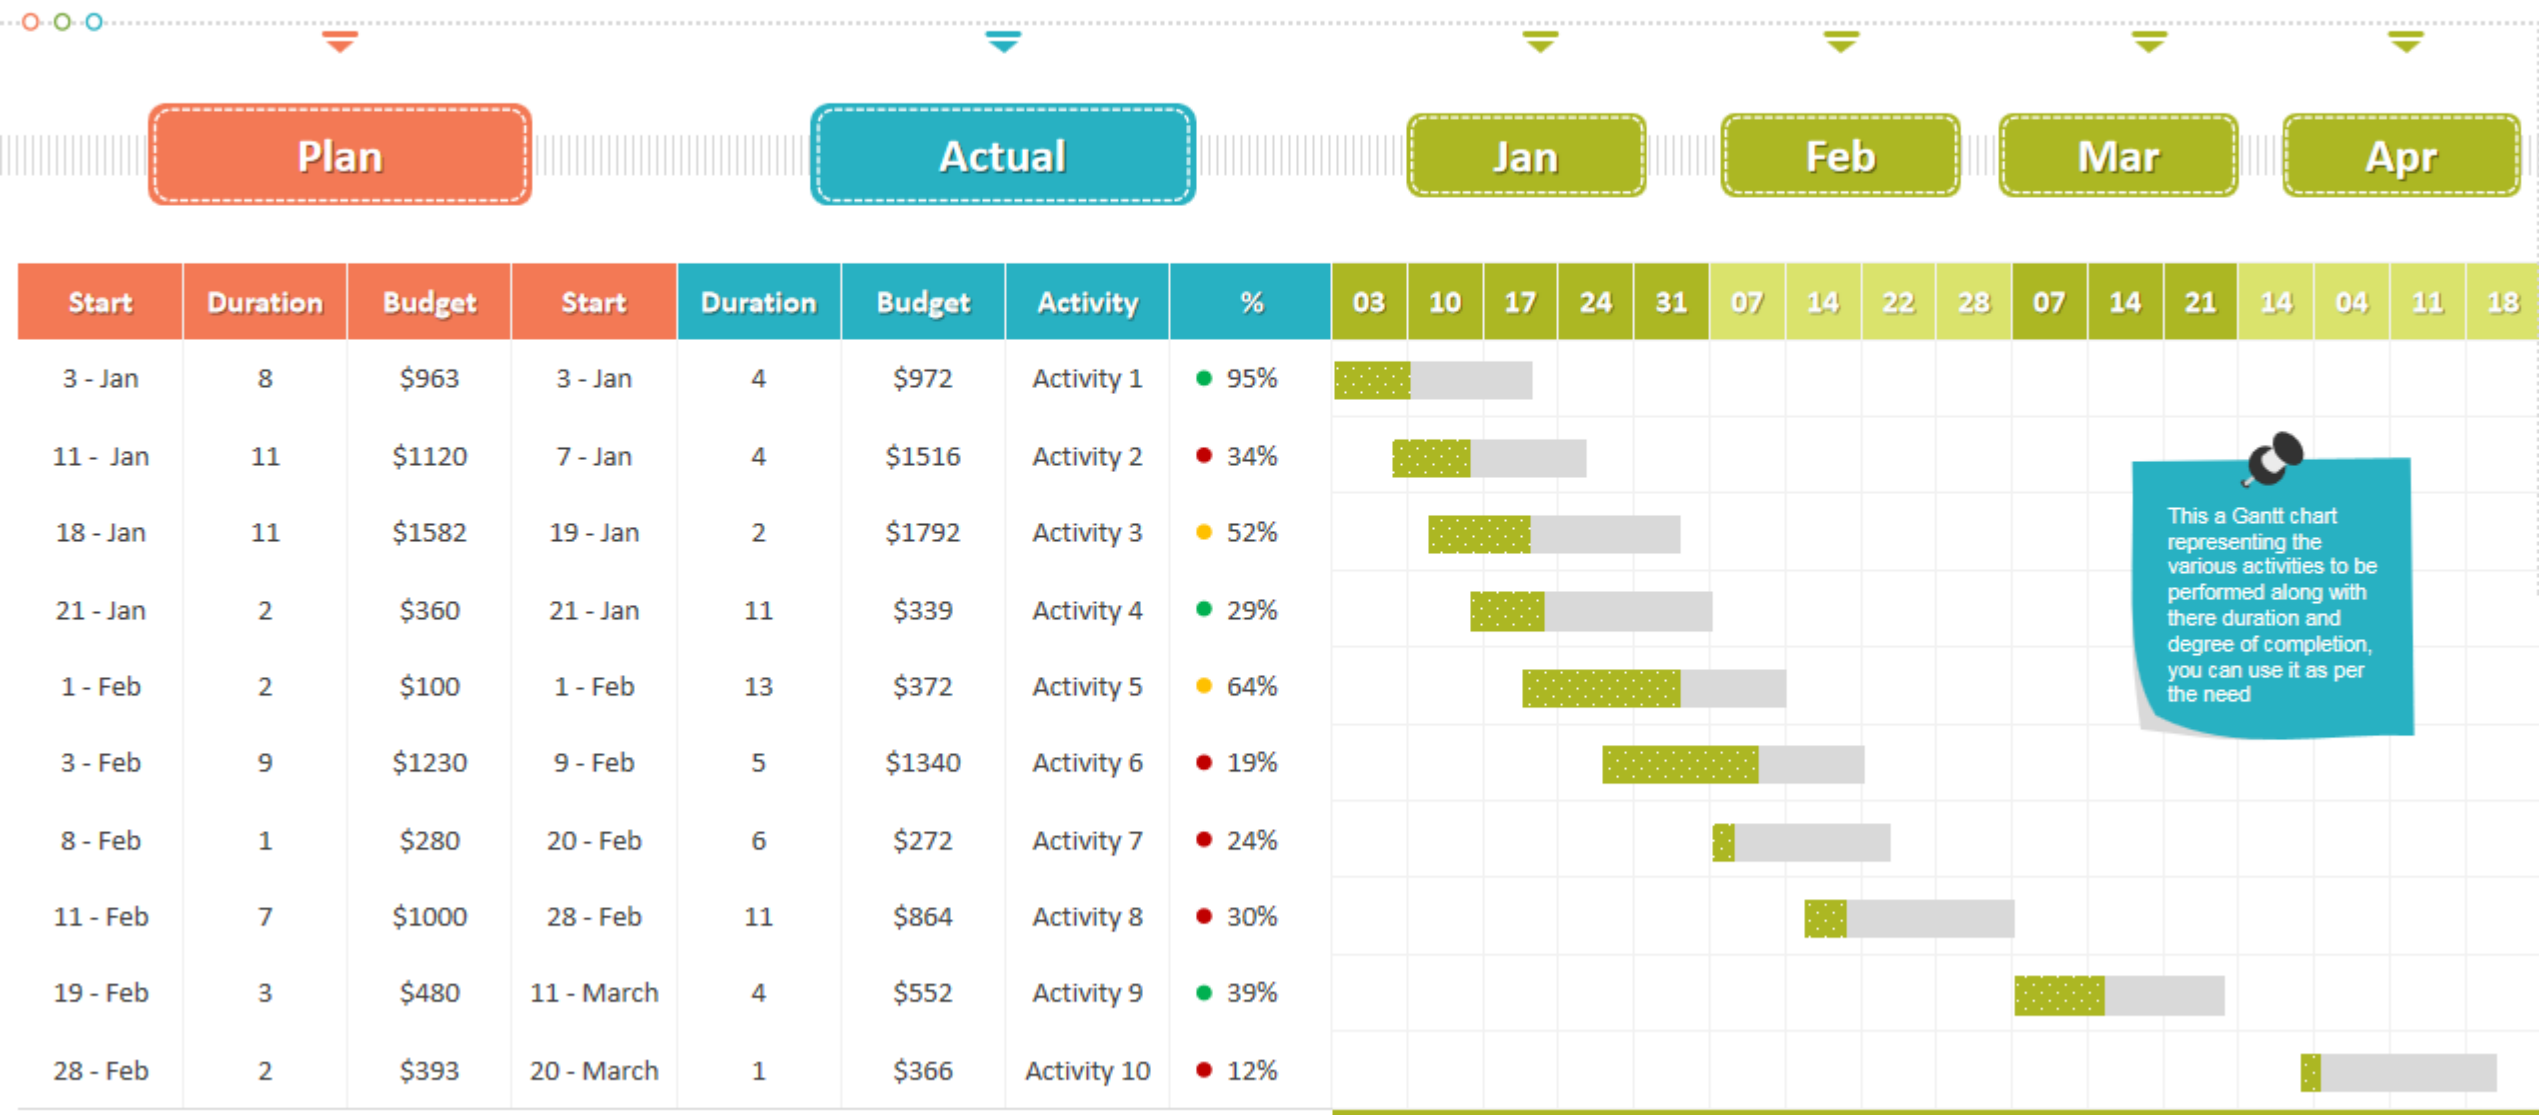 Plan Actual Jan Feb Mar Apr
Start Duration Budget Start Duration Budget Activity % 03 10 17 24 31 07 14 22 28 07 14 21 14 04 11 18
3 - Jan 8 $963 3 - Jan 4 $972 Activity 1 95%
11 - Jan 11 $1120 7 - Jan 4 $1516 Activity 2 34%
18 - Jan 11 $1582 19 - Jan 2 $1792 Activity 3 52%
21 - Jan 2 $360 21 - Jan 11 $339 Activity 4 29%
1 - Feb 2 $100 1 - Feb 13 $372 Activity 5 64%
3 - Feb 9 $1230 9 - Feb 5 $1340 Activity 6 19%
8 - Feb 1 $280 20 - Feb 6 $272 Activity 7 24%
11 - Feb 7 $1000 28 - Feb 11 $864 Activity 8 30%
19 - Feb 3 $480 11 - March 4 $552 Activity 9 39%
28 - Feb 2 $393 20 - March 1 $366 Activity 10 12%
This a Gantt chart
representing the
various activities to be
performed along with
there duration and
degree of completion,
you can use it as per
the need